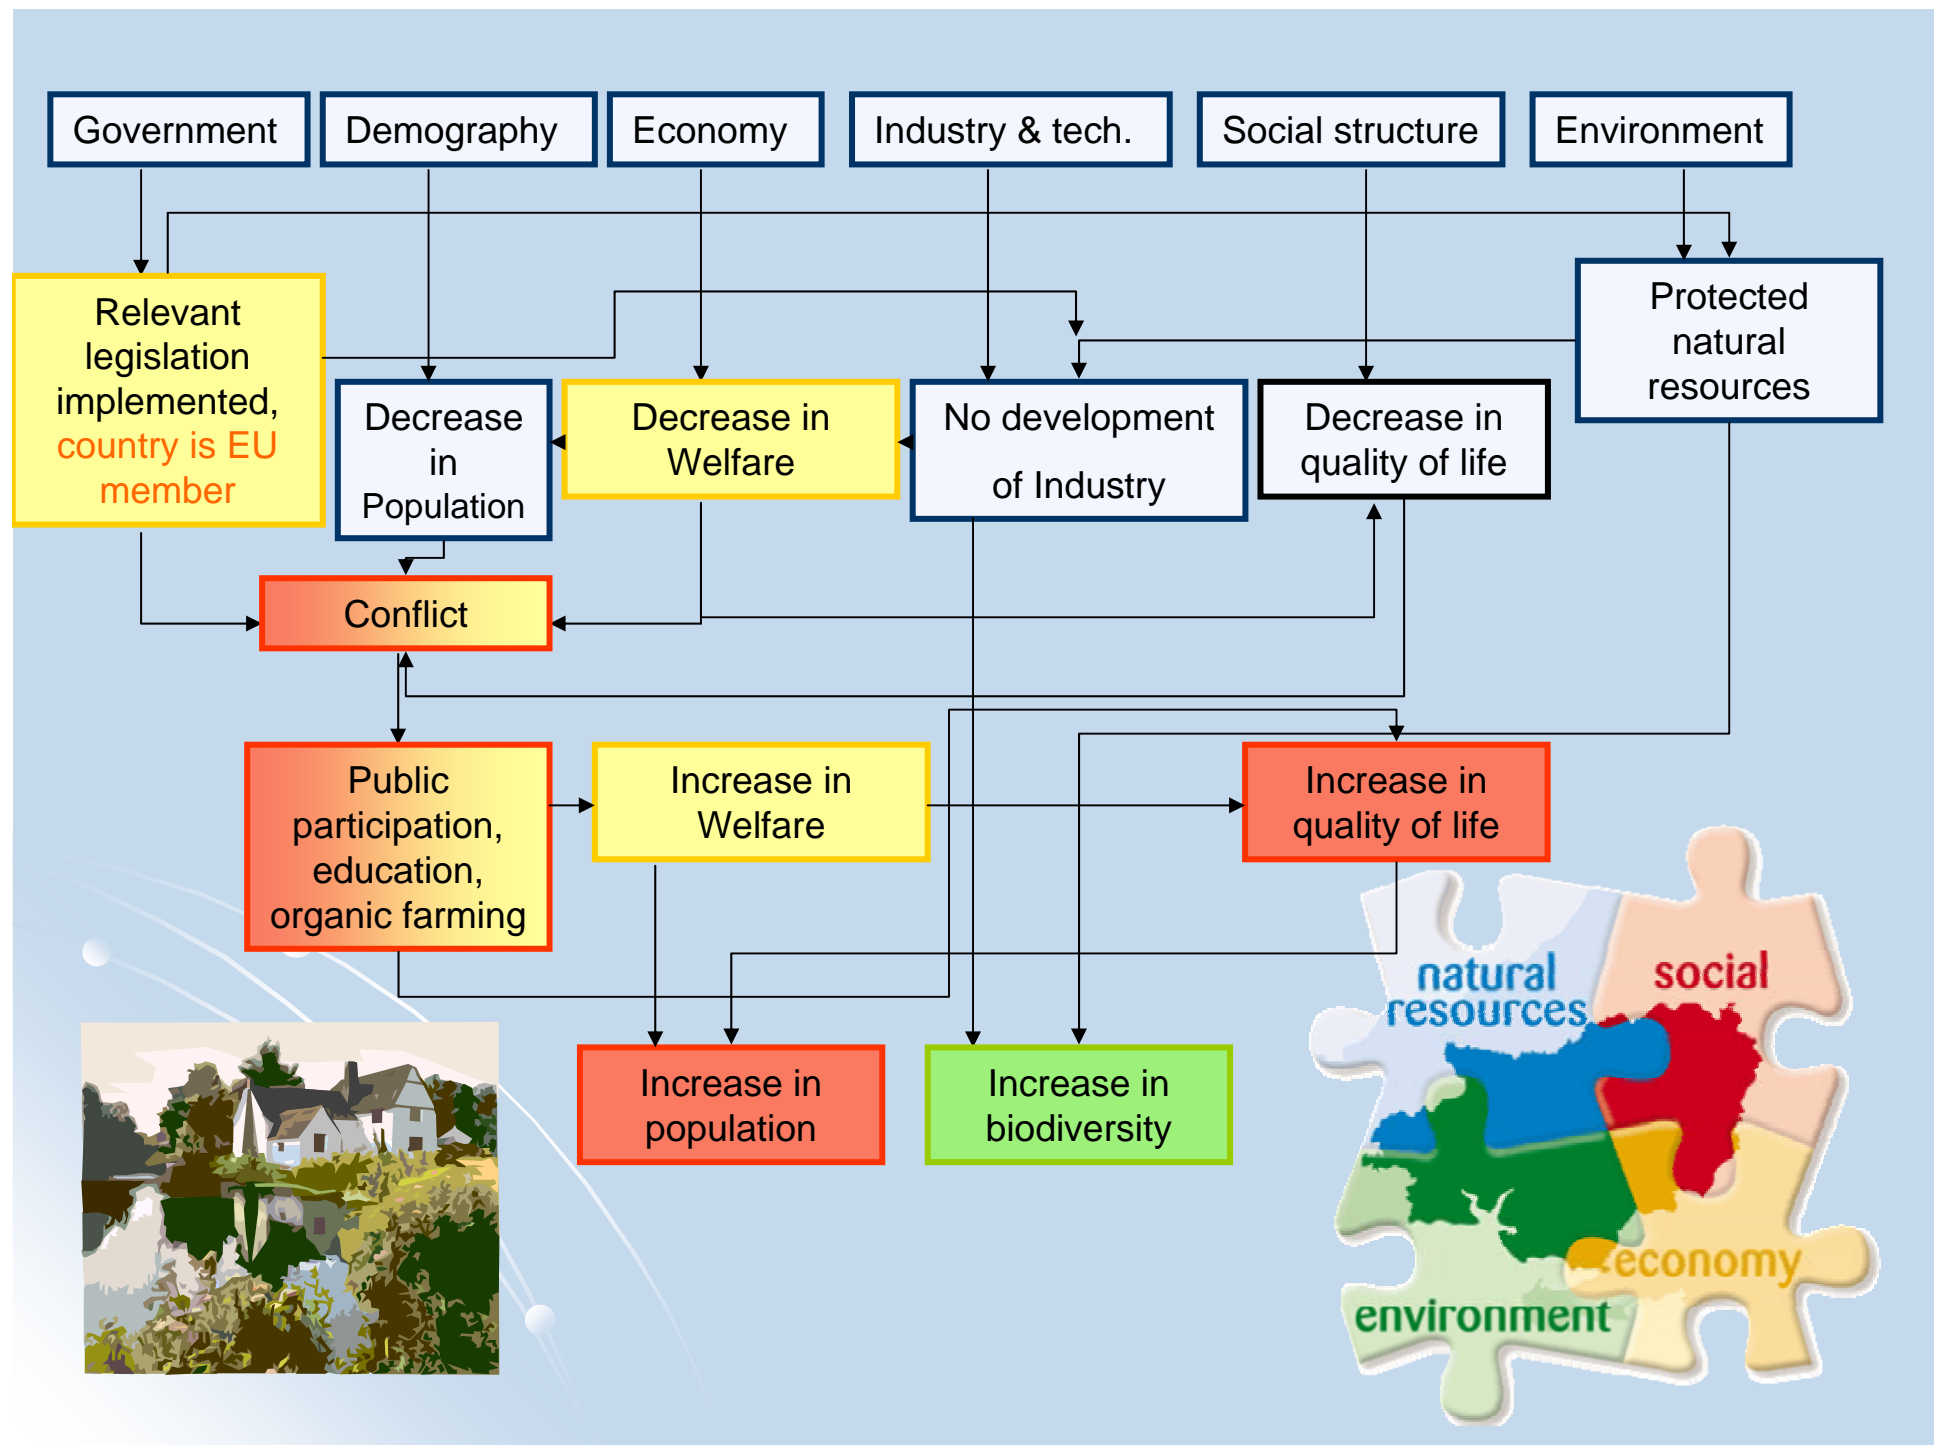 Government
Demography
Economy
Industry & tech.
Social structure
Environment
Relevant
legislation
implemented,
country is EU
member
Decrease
in
Population
Decrease in
Welfare
No development
of Industry
Decrease in
quality of life
Protected
natural
resources
Conflict
Public
participation,
education,
organic farming
Increase in
Welfare
Increase in
quality of life
Increase in
population
Increase in
biodiversity
natural
resources
social
economy
environment